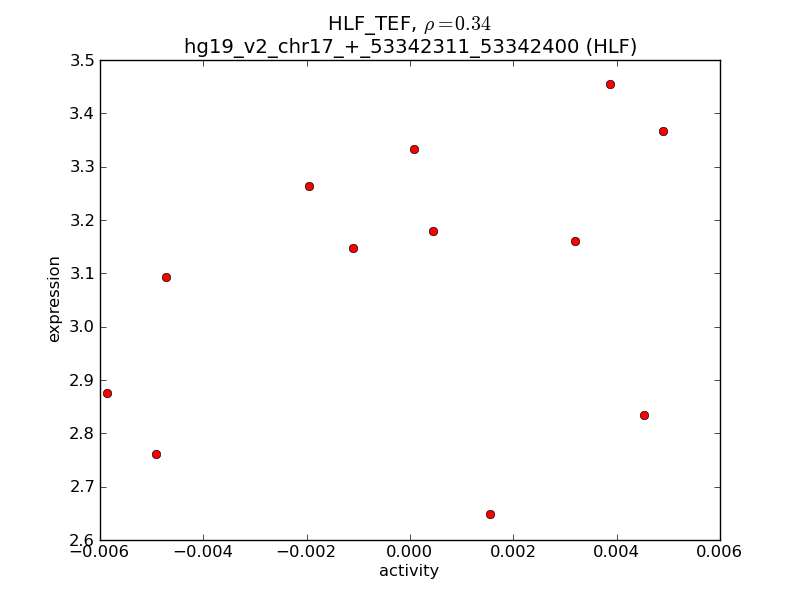 HLF_TEF, ρ=0.34
hg19_v2_chr17_+_53342311_53342400 (HLF)
3.5
3.4
3.3
3.2
3.1
3.0
2.9
2.8
2.7
2.6
expression
−0.006 −0.004 −0.002 0.000 0.002 0.004 0.006
activity